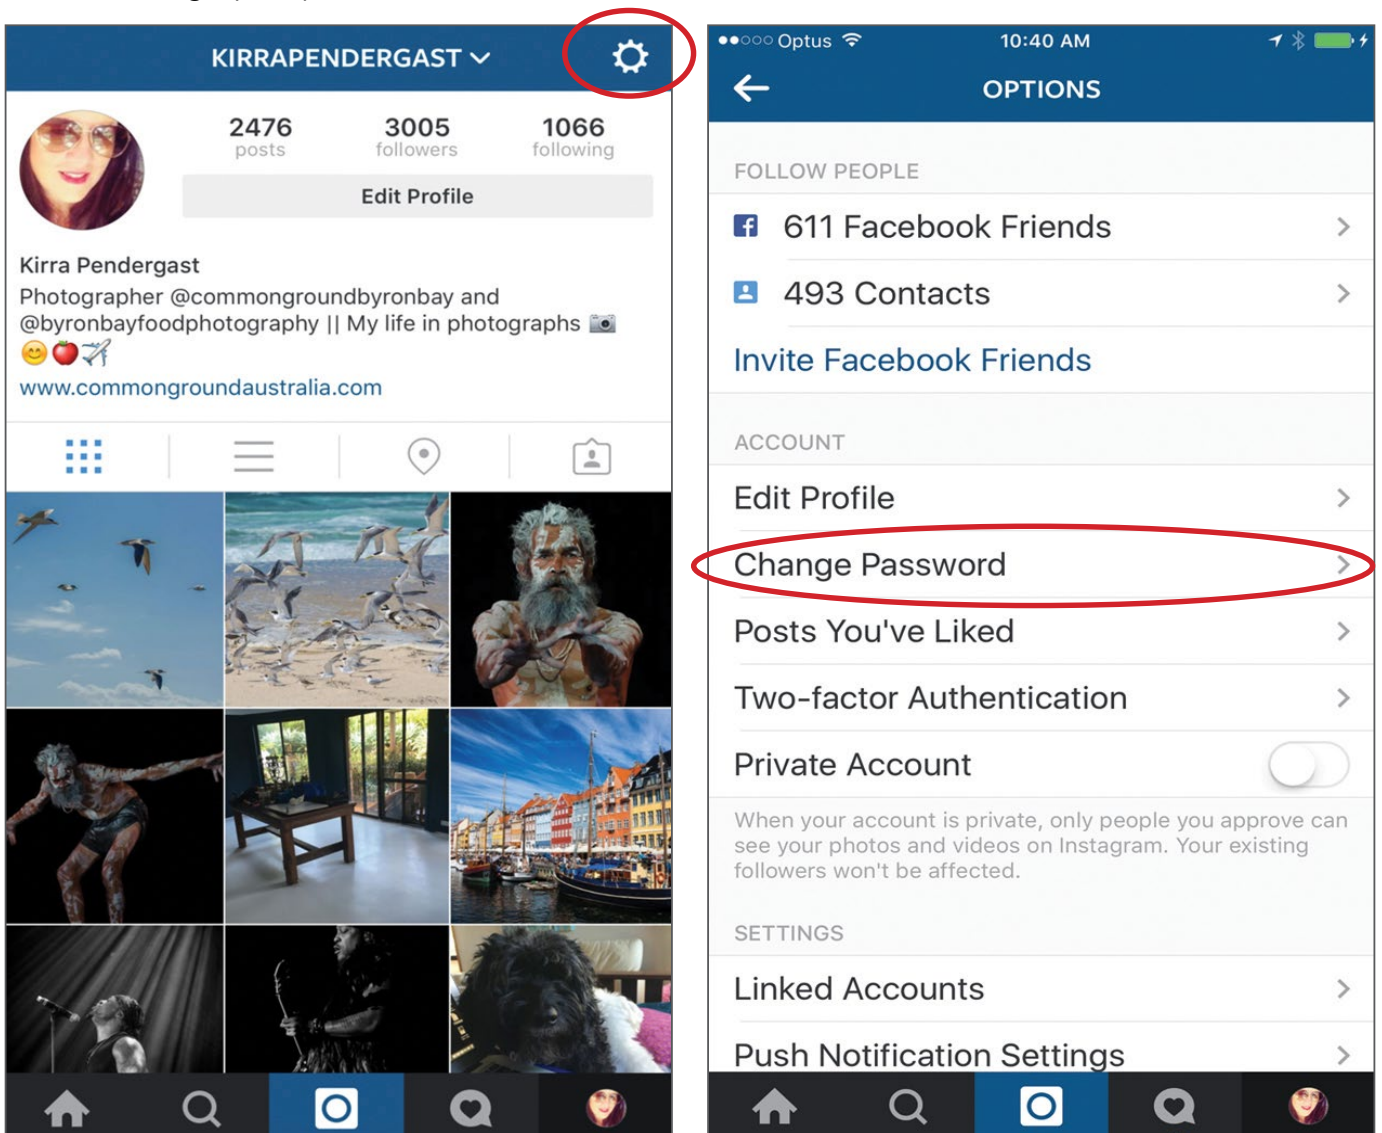 KIRRAPENDERGAST
2476 3005 1066
posts followers following
Edit Profile
Kirra Pendergast
Photographer @commongroundbyronbay and
@byronbayfoodphotography || My life in photographs 📷
😊🍎✈️
www.commongroundaustralia.com
Optus 10:40 AM
OPTIONS
FOLLOW PEOPLE
611 Facebook Friends
493 Contacts
Invite Facebook Friends
ACCOUNT
Edit Profile
Change Password
Posts You've Liked
Two-factor Authentication
Private Account
When your account is private, only people you approve can
see your photos and videos on Instagram. Your existing
followers won't be affected.
SETTINGS
Linked Accounts
Push Notification Settings